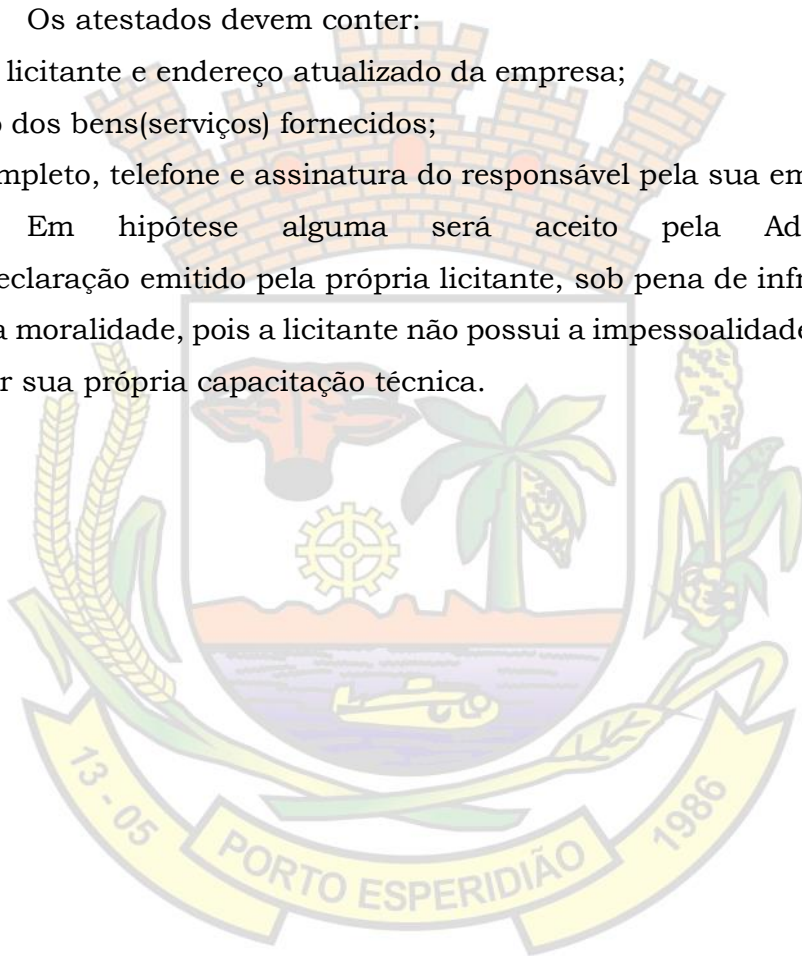 Os atestados devem conter:
licitante e endereço atualizado da empresa;
o dos bens(serviços) fornecidos;
mpleto, telefone e assinatura do responsável pela sua em
Em hipótese alguma será aceito pela Ad
eclaração emitido pela própria licitante, sob pena de infr
a moralidade, pois a licitante não possui a impessoalidade
r sua própria capacitação técnica.
13 - 05
PORTO ESPERIDIÃO
1986